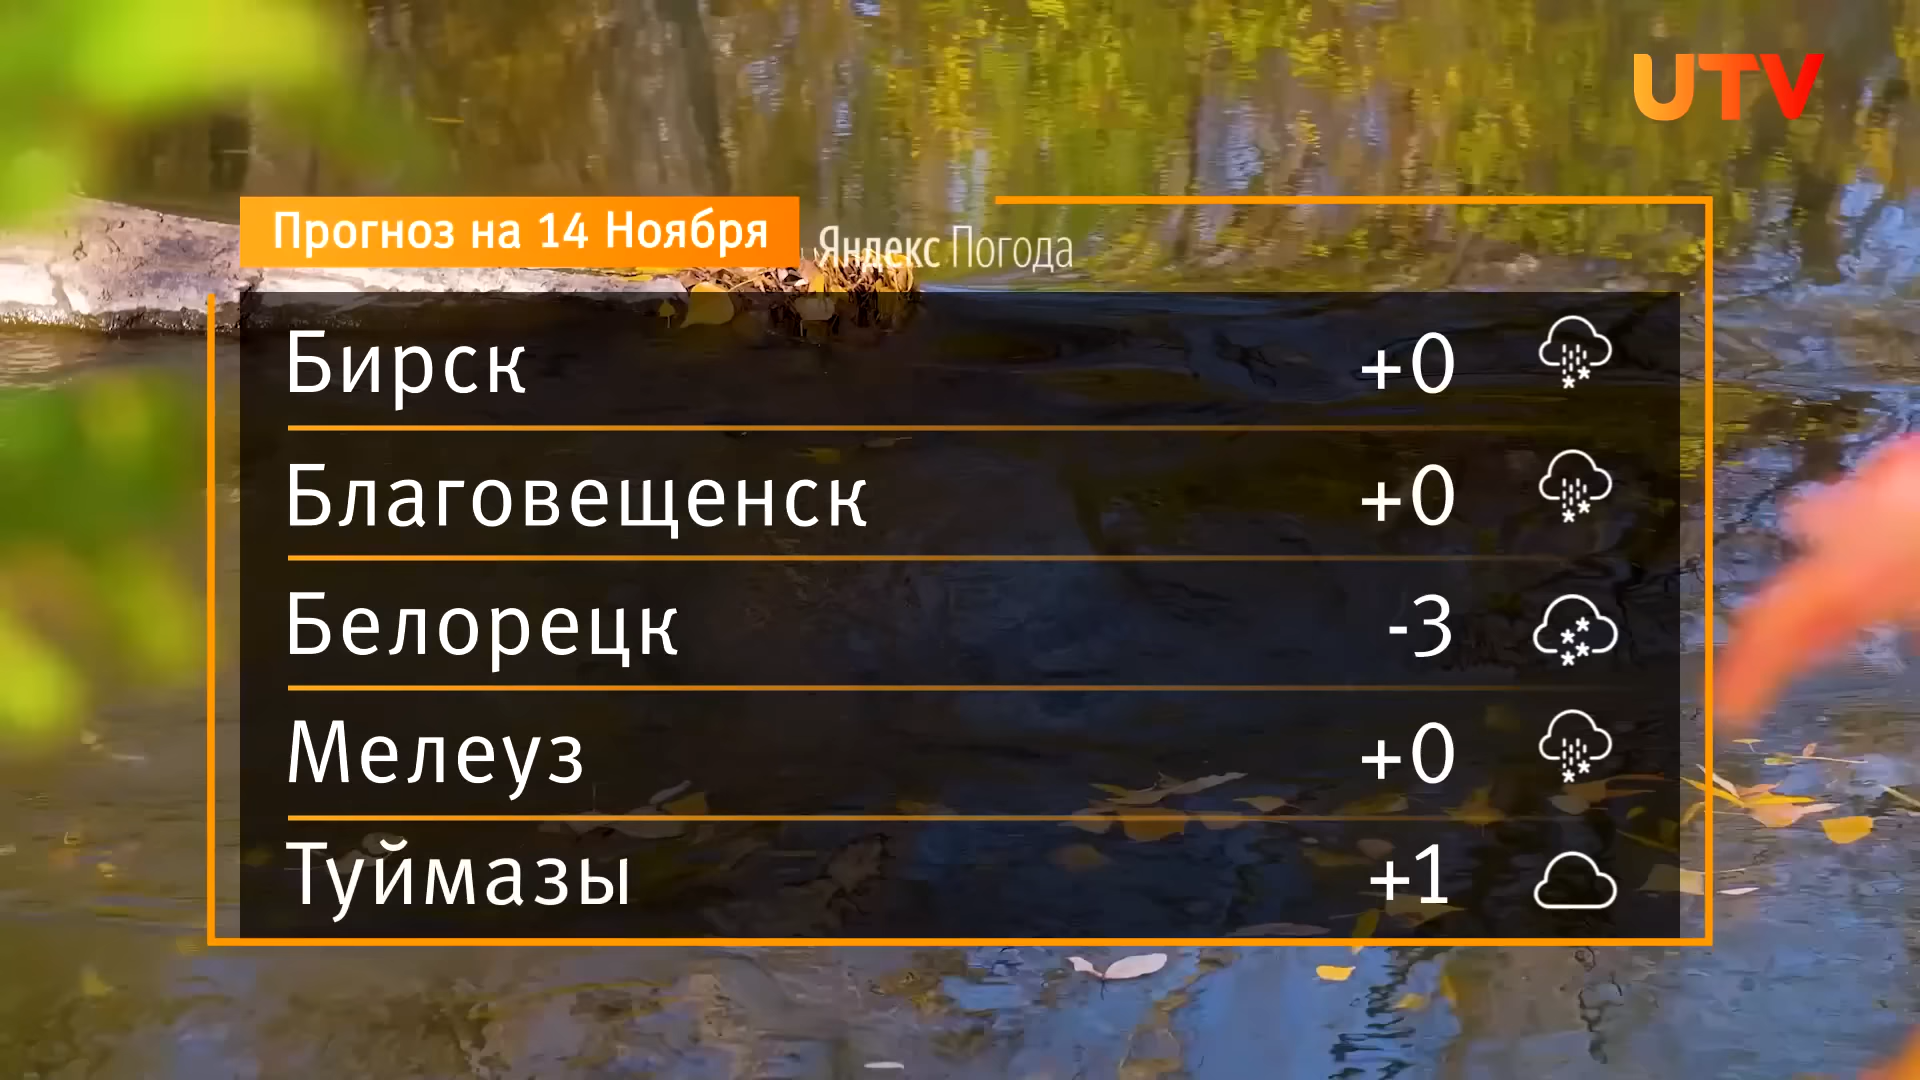 UTV
Прогноз на 14 Ноября
Яндекс Погода
Бирск +0
Благовещенск +0
Белорецк -3
Мелеуз +0
Туймазы +1